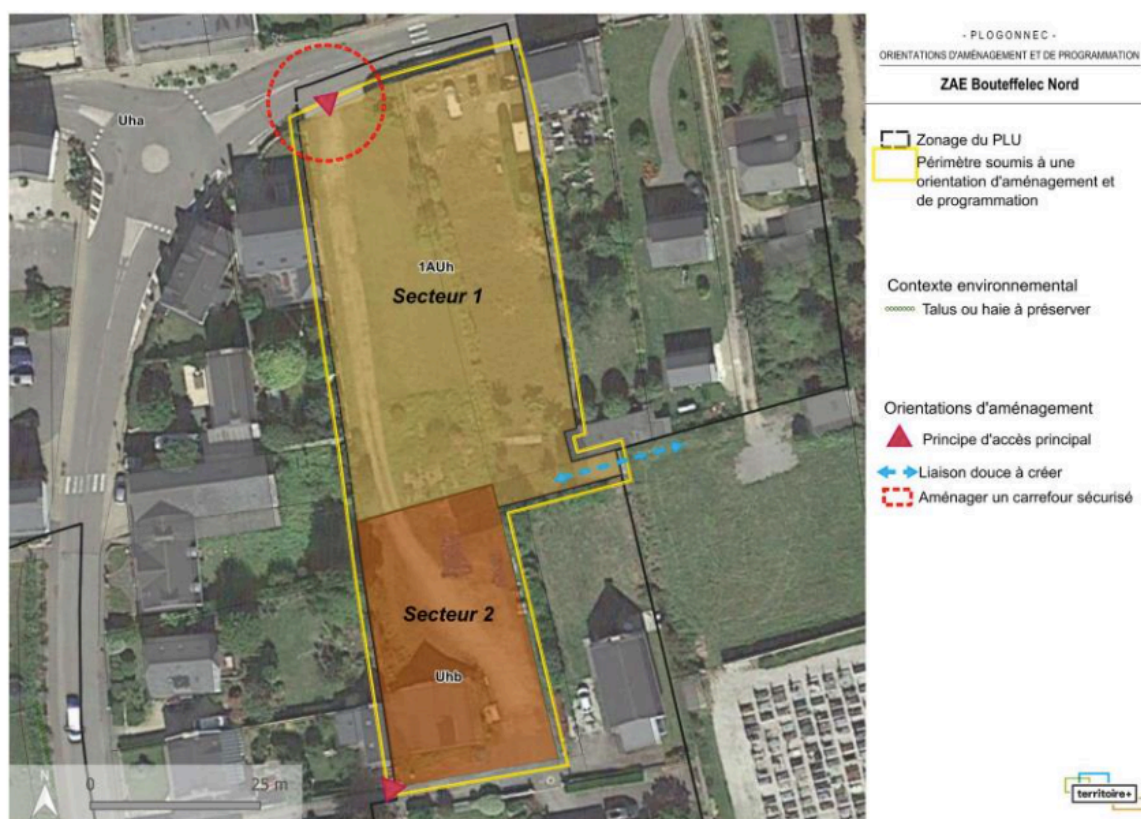 - PLOGONNEC -
ORIENTATIONS D'AMÉNAGEMENT ET DE PROGRAMMATION
ZAE Bouteffelec Nord
Zonage du PLU
Périmètre soumis à une
orientation d'aménagement et
de programmation
Contexte environnemental
Talus ou haie à préserver
Orientations d'aménagement
Principe d'accès principal
Liaison douce à créer
Aménager un carrefour sécurisé
Uha
1AUh
Secteur 1
Secteur 2
Uhb
N
0
25 m
territoire+